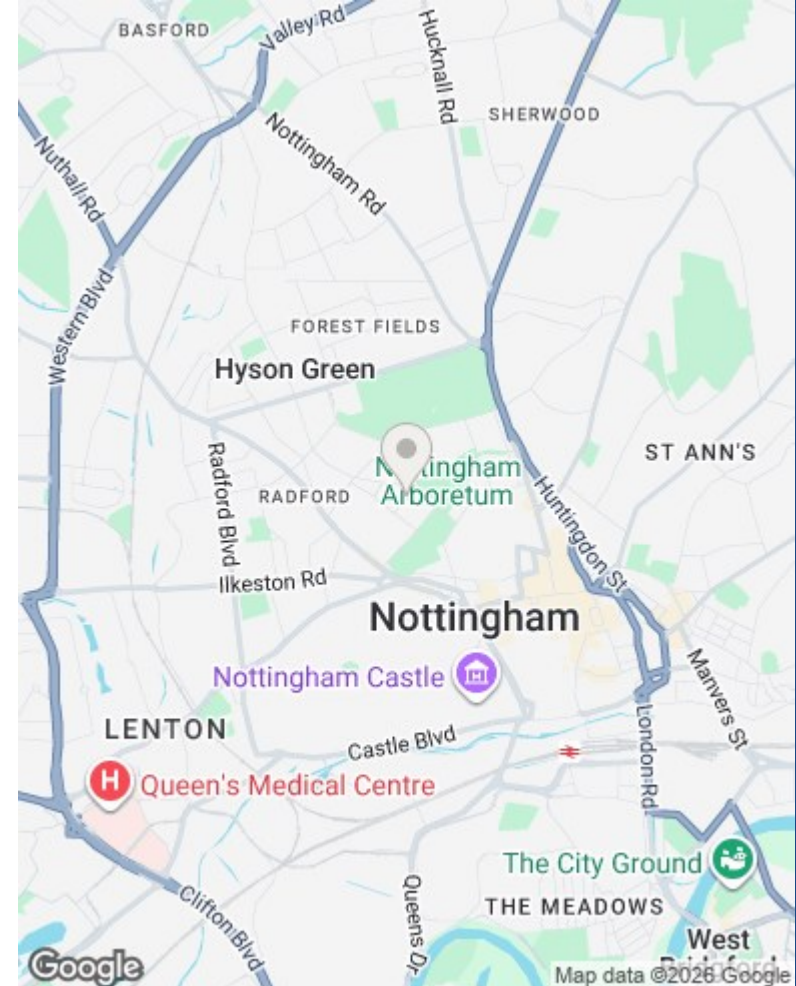 BASFORD
Valley Rd
Hucknall Rd
SHERWOOD
Nottingham Rd
Nuthall Rd
Western Blvd
FOREST FIELDS
Hyson Green
ST ANN'S
Nottingham
Arboretum
Radford Blvd
RADFORD
Huntingdon St
Ilkeston Rd
Nottingham
Nottingham Castle
Manvers St
LENTON
Castle Blvd
London Rd
H
Queen's Medical Centre
The City Ground
Queens Dr
THE MEADOWS
Clifton Blvd
West
Bridgford
Google
Map data ©2026 Google